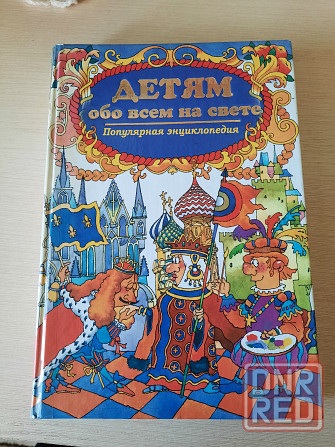 ДЕТЯМ
обо всем на свете
Популярная энциклопедия
DNR
RED